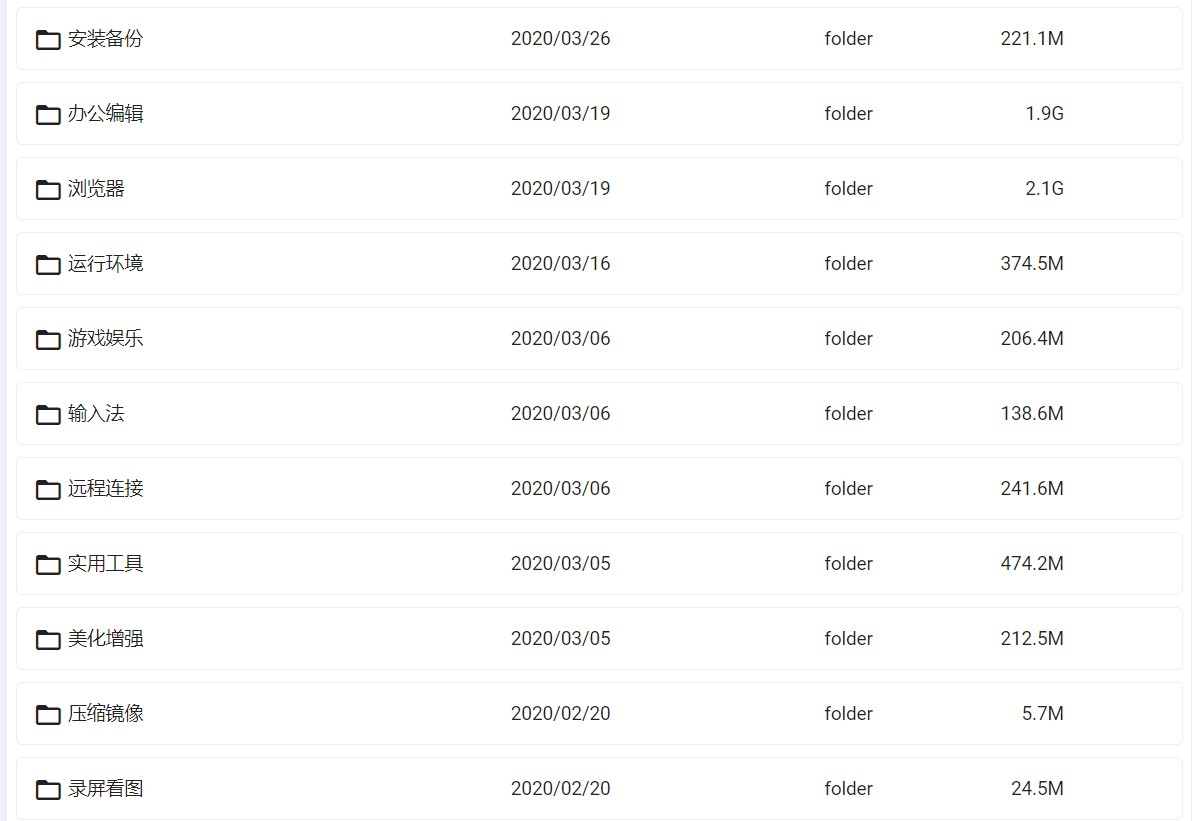 安装备份 2020/03/26 folder 221.1M
办公编辑 2020/03/19 folder 1.9G
浏览器 2020/03/19 folder 2.1G
运行环境 2020/03/16 folder 374.5M
游戏娱乐 2020/03/06 folder 206.4M
输入法 2020/03/06 folder 138.6M
远程连接 2020/03/06 folder 241.6M
实用工具 2020/03/05 folder 474.2M
美化增强 2020/03/05 folder 212.5M
压缩镜像 2020/02/20 folder 5.7M
录屏看图 2020/02/20 folder 24.5M